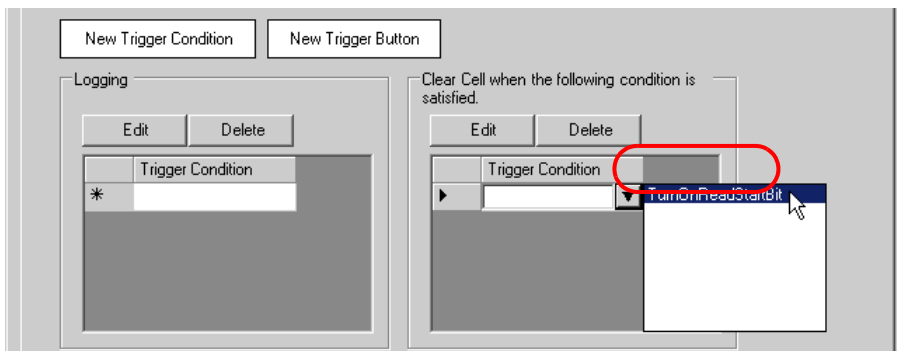 New Trigger Condition
New Trigger Button
Logging
Clear Cell when the following condition is
satisfied.
Edit
Delete
Edit
Delete
Trigger Condition
Trigger Condition
TurnOnReadStartBit